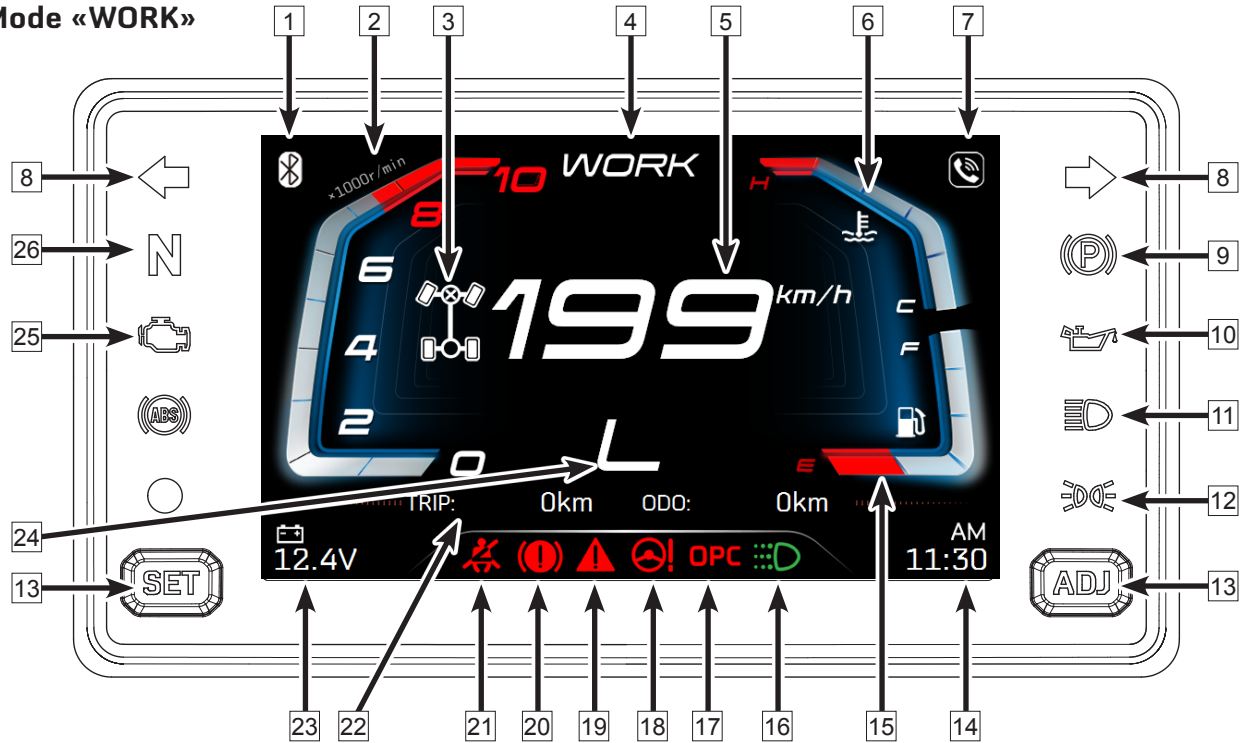 Mode «WORK»
1 2 3 4 5 6 7
×1000r/min 10 WORK H
8 8
8
26 N 6 199 km/h P 9
C
25 4 F 10
ABS 2 11
0 L E 12
24 TRIP: 0km ODO: 0km
AM
12.4V OPC 11:30
13 SET ADJ 13
23 22 21 20 19 18 17 16 15 14